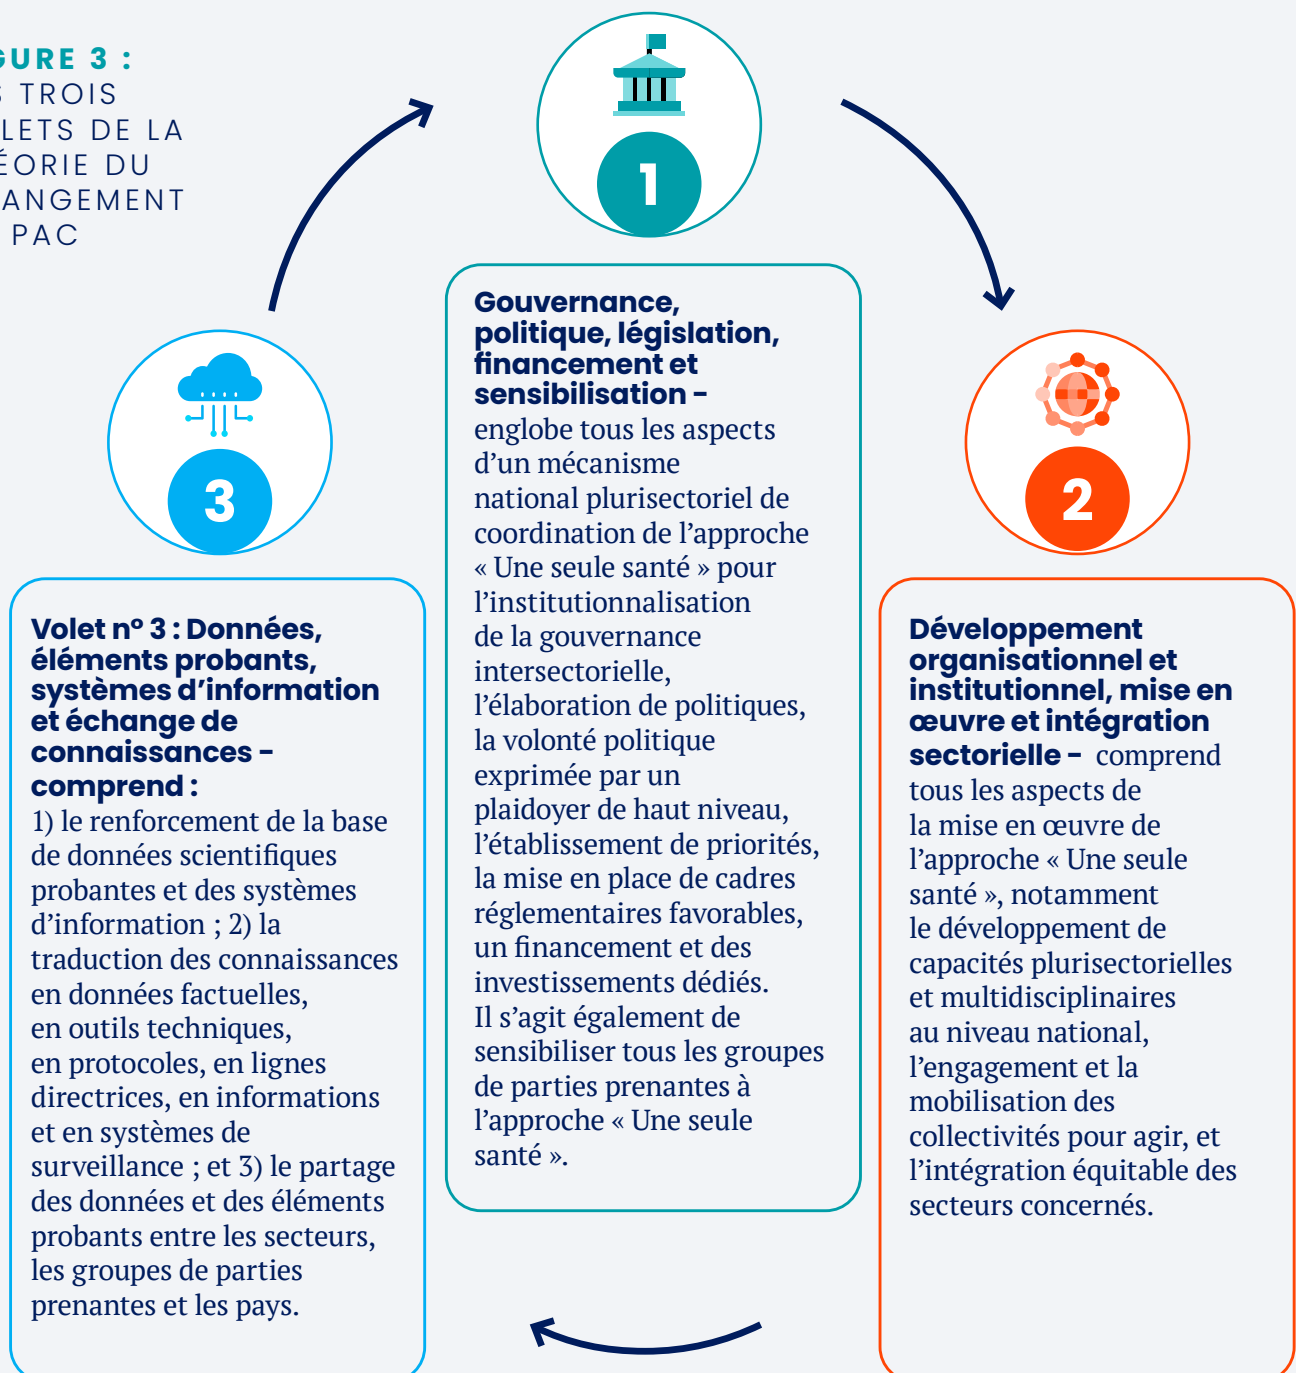 GURE 3 :
S TROIS
LETS DE LA
ÉORIE DU
ANGEMENT
PAC
1
Gouvernance,
politique, législation,
financement et
sensibilisation –
englobe tous les aspects
d’un mécanisme
national plurisectoriel de
coordination de l’approche
« Une seule santé » pour
l’institutionnalisation
de la gouvernance
intersectorielle,
l’élaboration de politiques,
la volonté politique
exprimée par un
plaidoyer de haut niveau,
l’établissement de priorités,
la mise en place de cadres
réglementaires favorables,
un financement et des
investissements dédiés.
Il s’agit également de
sensibiliser tous les groupes
de parties prenantes à
l’approche « Une seule
santé ».
2
Développement
organisationnel et
institutionnel, mise en
œuvre et intégration
sectorielle – comprend
tous les aspects de
la mise en œuvre de
l’approche « Une seule
santé », notamment
le développement de
capacités plurisectorielles
et multidisciplinaires
au niveau national,
l’engagement et la
mobilisation des
collectivités pour agir, et
l’intégration équitable des
secteurs concernés.
3
Volet n° 3 : Données,
éléments probants,
systèmes d’information
et échange de
connaissances –
comprend :
1) le renforcement de la base
de données scientifiques
probantes et des systèmes
d’information ; 2) la
traduction des connaissances
en données factuelles,
en outils techniques,
en protocoles, en lignes
directrices, en informations
et en systèmes de
surveillance ; et 3) le partage
des données et des éléments
probants entre les secteurs,
les groupes de parties
prenantes et les pays.